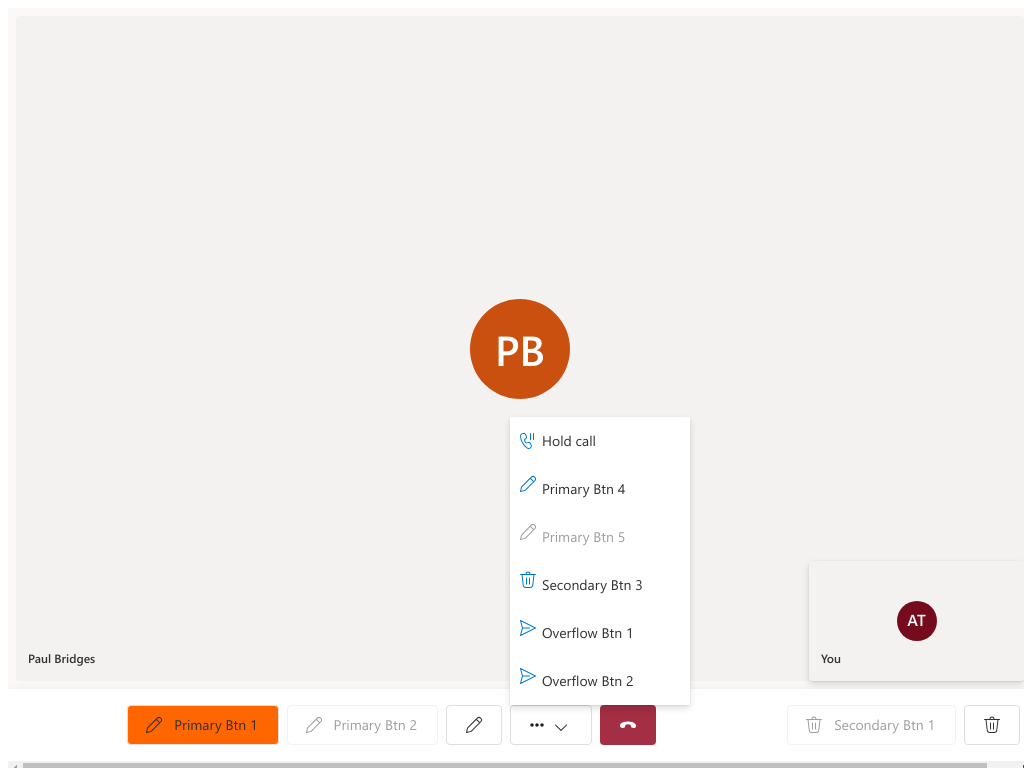 PB
Hold call
Primary Btn 4
Primary Btn 5
Secondary Btn 3
Overflow Btn 1
Overflow Btn 2
AT
Paul Bridges
You
Primary Btn 1
Primary Btn 2
Secondary Btn 1